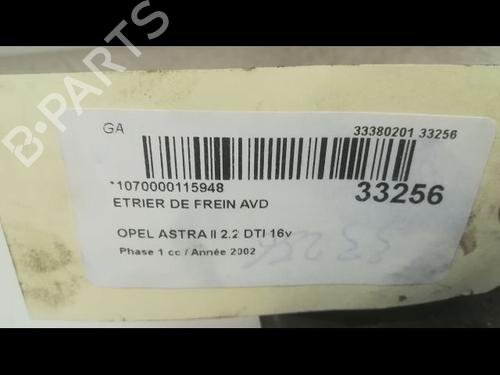 B-PARTS
GA
33380201 33256
*1070000115948
33256
ETRIER DE FREIN AVD
OPEL ASTRA II 2.2 DTI 16v
Phase 1 cc / Année 2002